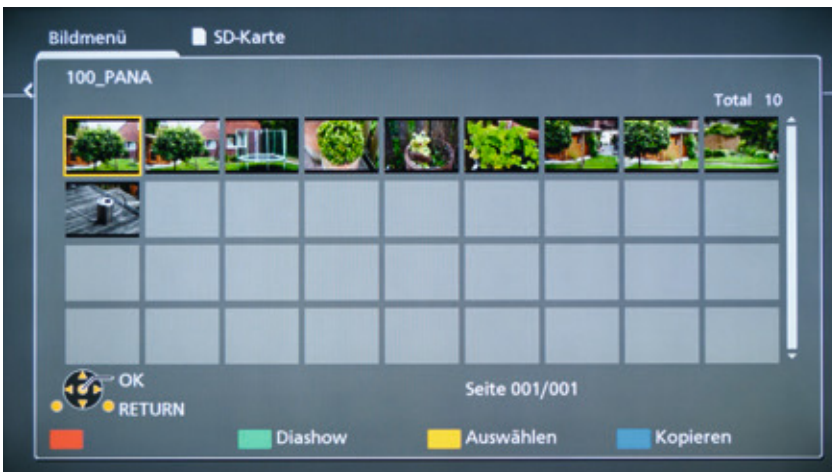 Bildmenü SD-Karte
100_PANA
Total 10
OK
Seite 001/001
RETURN
Diashow Auswählen Kopieren